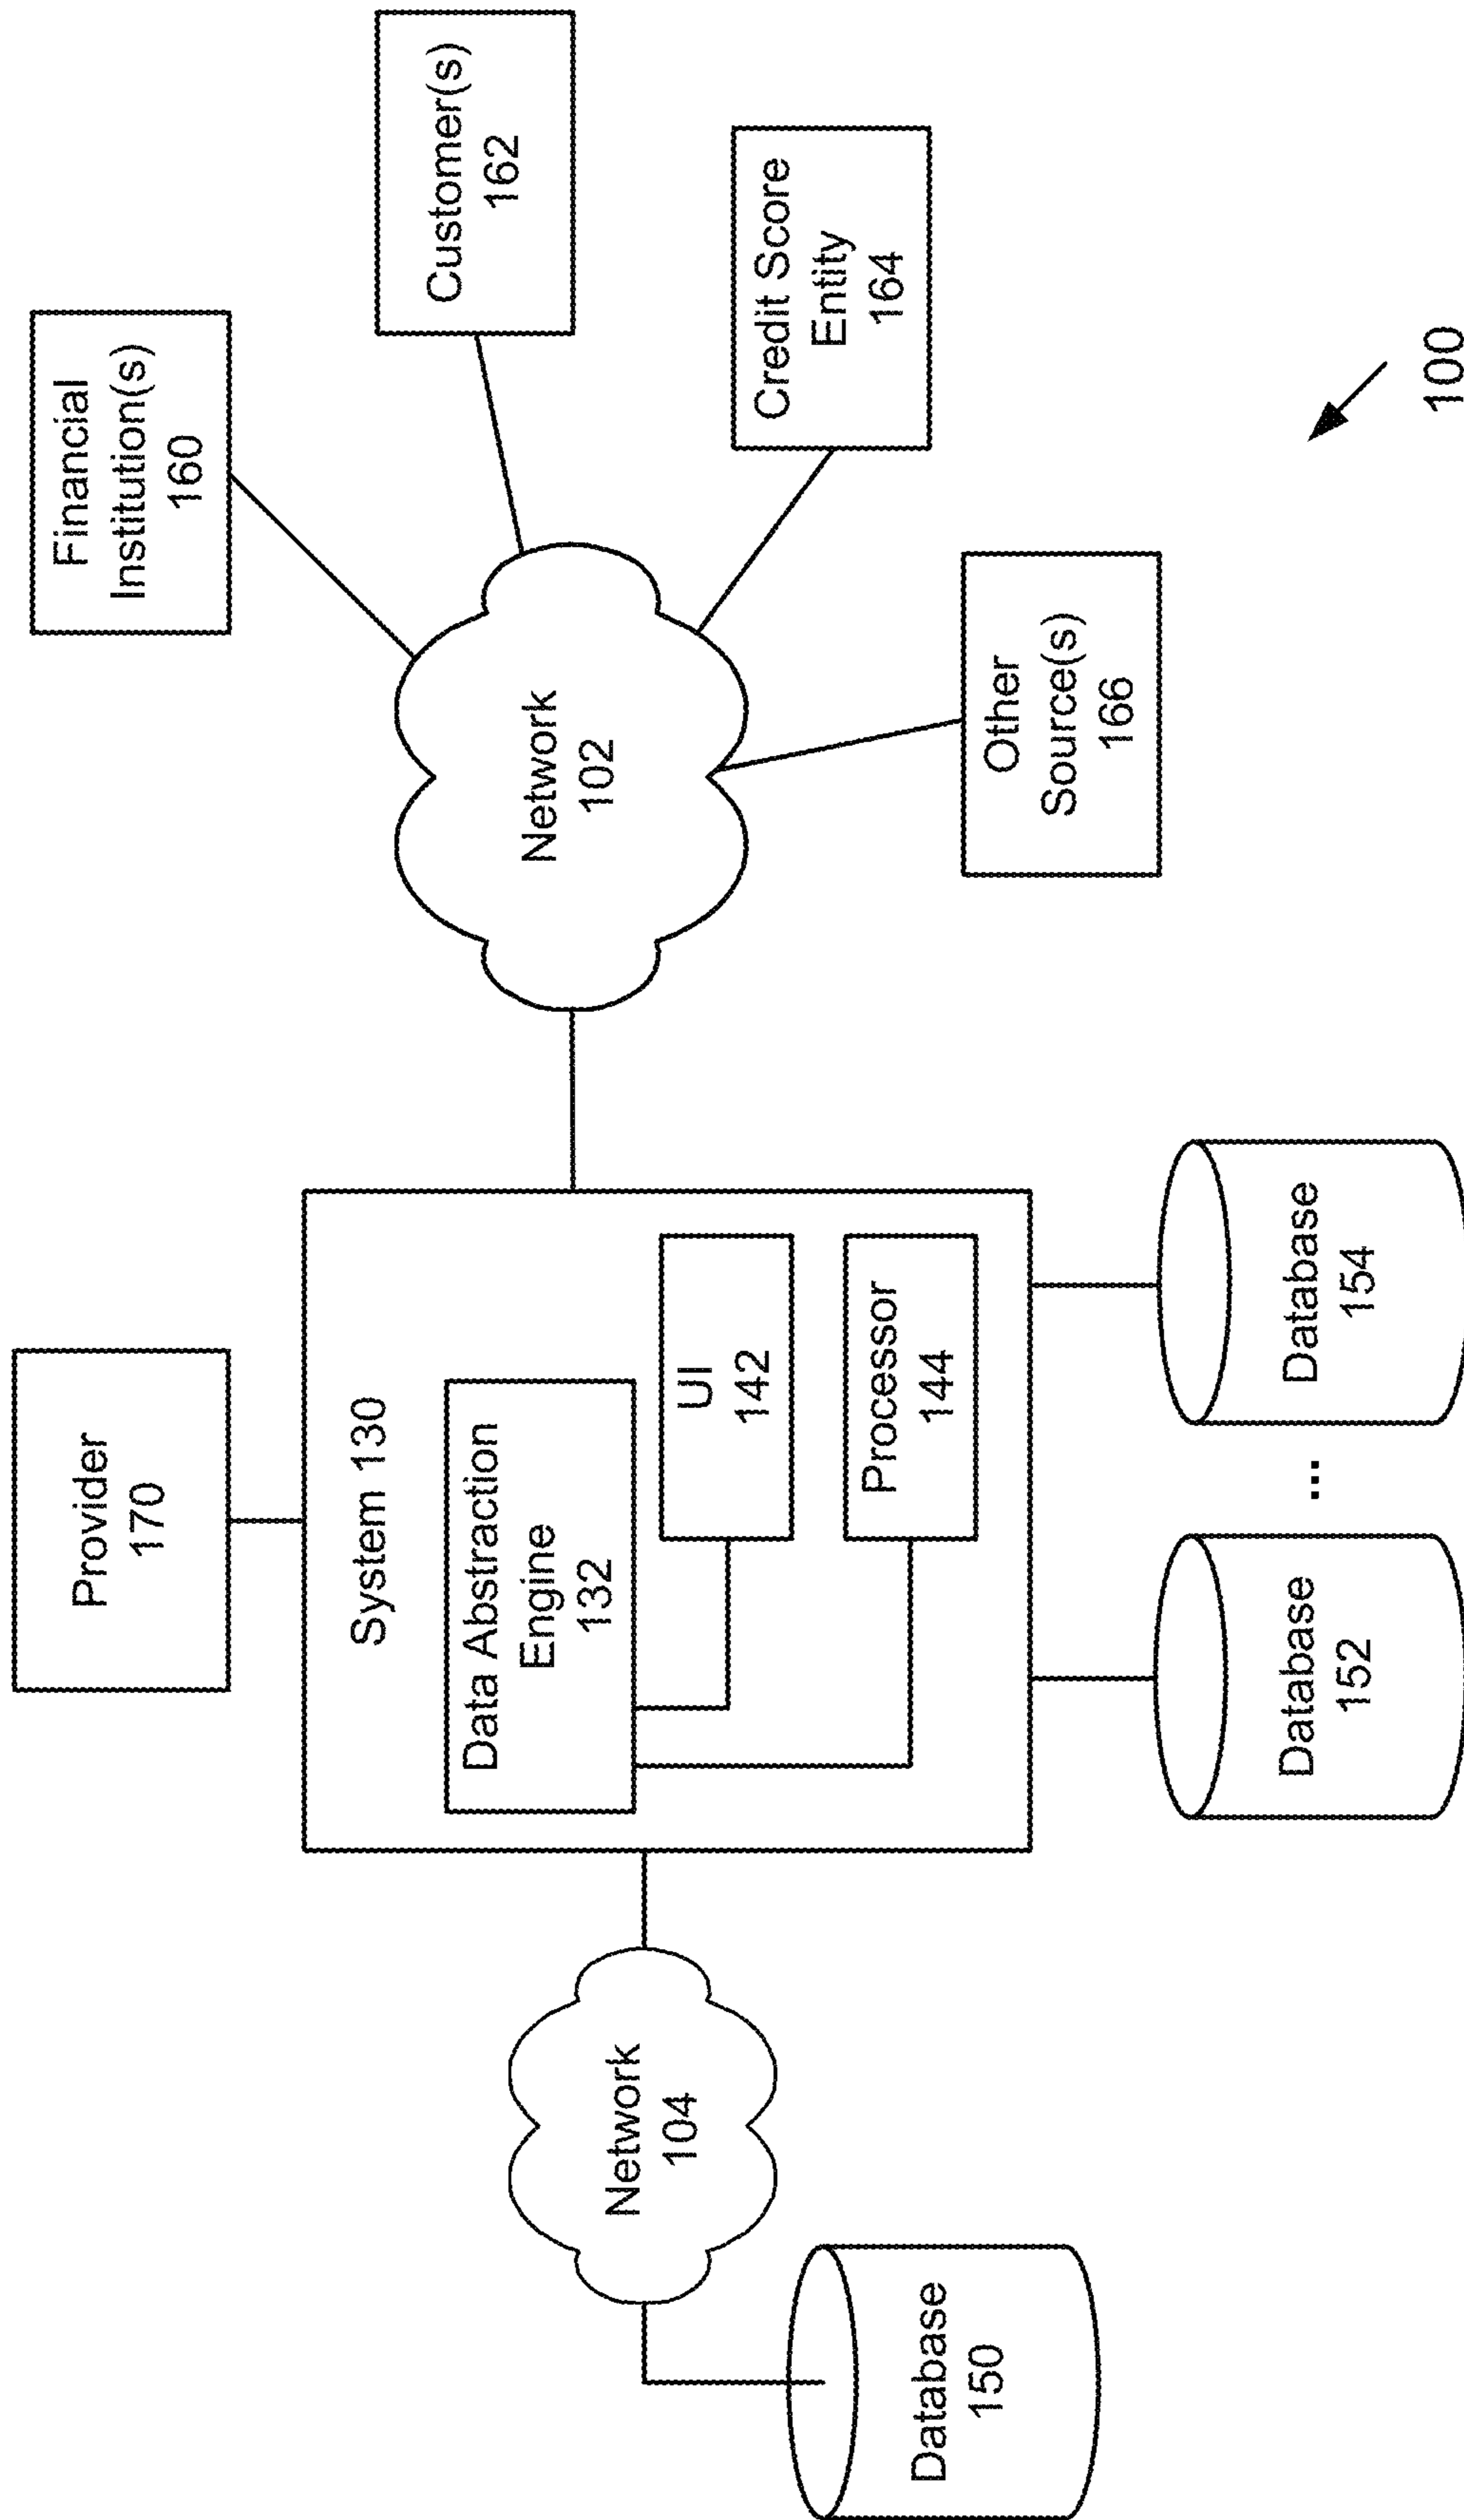 Provider
170
Financial
Institution(s)
160
System 130
Data Abstraction
Engine
132
UI
142
Processor
144
Network
102
Customer(s)
162
Credit Score
Entity
164
Other
Source(s)
166
Network
104
Database
150
Database
152
...
Database
154
100